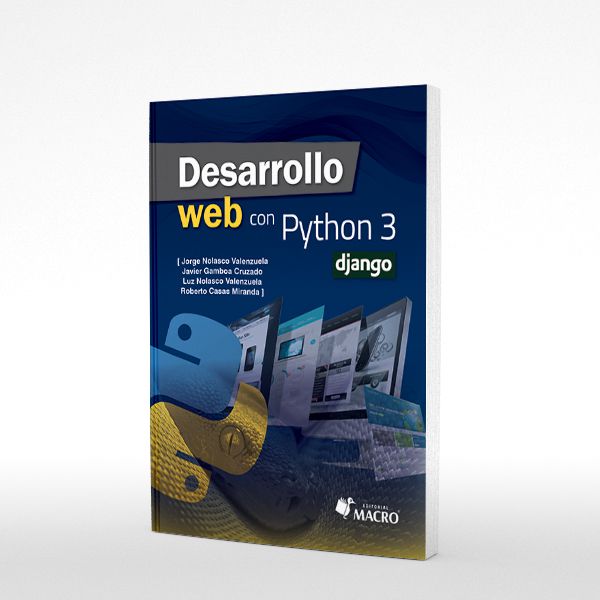 Desarrollo
web con Python 3
django
[ Jorge Nolasco Valenzuela
Javier Gamboa Cruzado
Luz Nolasco Valenzuela
Roberto Casas Miranda ]
EDITORIAL
MACRO